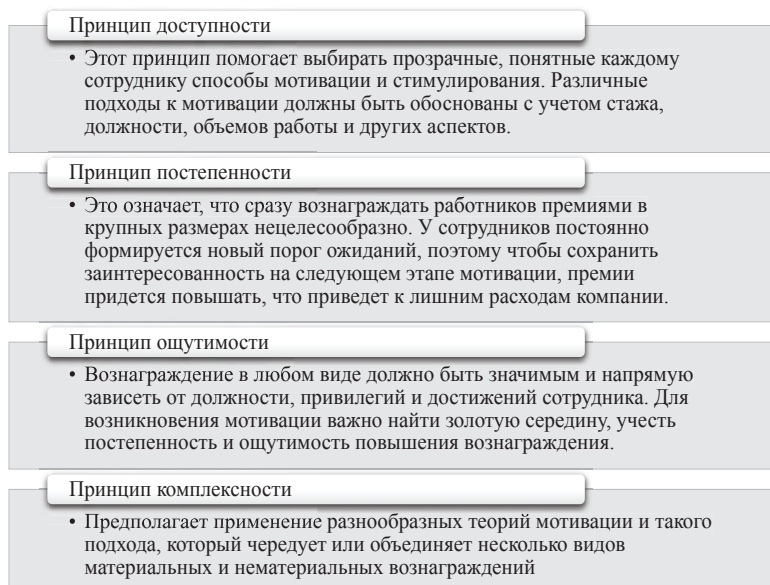 Принцип доступности
• Этот принцип помогает выбирать прозрачные, понятные каждому
сотруднику способы мотивации и стимулирования. Различные
подходы к мотивации должны быть обоснованы с учетом стажа,
должности, объемов работы и других аспектов.
Принцип постепенности
• Это означает, что сразу вознаграждать работников премиями в
крупных размерах нецелесообразно. У сотрудников постоянно
формируется новый порог ожиданий, поэтому чтобы сохранить
заинтересованность на следующем этапе мотивации, премии
придется повышать, что приведет к лишним расходам компании.
Принцип ощутимости
• Вознаграждение в любом виде должно быть значимым и напрямую
зависеть от должности, привилегий и достижений сотрудника. Для
возникновения мотивации важно найти золотую середину, учесть
постепенность и ощутимость повышения вознаграждения.
Принцип комплексности
• Предполагает применение разнообразных теорий мотивации и такого
подхода, который чередует или объединяет несколько видов
материальных и нематериальных вознаграждений